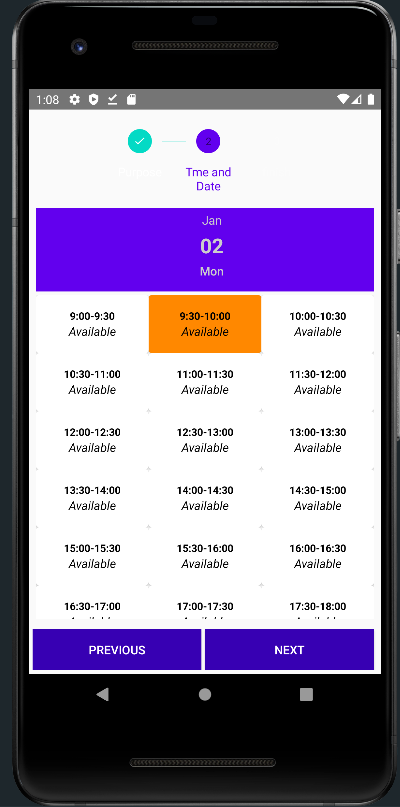 1:08
2
Purpose
Tme and
Date
Jan
02
Mon
9:00-9:30 9:30-10:00 10:00-10:30
Available Available Available
10:30-11:00 11:00-11:30 11:30-12:00
Available Available Available
12:00-12:30 12:30-13:00 13:00-13:30
Available Available Available
13:30-14:00 14:00-14:30 14:30-15:00
Available Available Available
15:00-15:30 15:30-16:00 16:00-16:30
Available Available Available
16:30-17:00 17:00-17:30 17:30-18:00
PREVIOUS NEXT